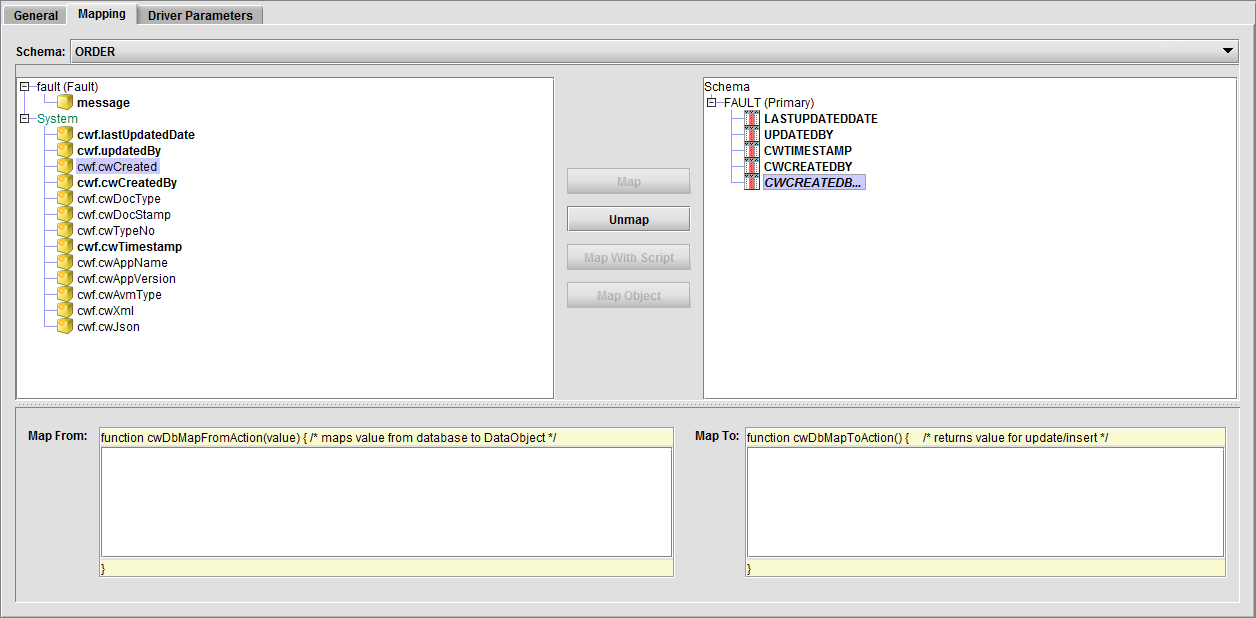 General Mapping Driver Parameters
Schema: ORDER
fault (Fault)
message
System
cwf.lastUpdatedDate
cwf.updatedBy
cwf.cwCreated
cwf.cwCreatedBy
cwf.cwDocType
cwf.cwDocStamp
cwf.cwTypeNo
cwf.cwTimestamp
cwf.cwAppName
cwf.cwAppVersion
cwf.cwAvmType
cwf.cwXml
cwf.cwJson
Map
Unmap
Map With Script
Map Object
Schema
FAULT (Primary)
LASTUPDATEDDATE
UPDATEDBY
CWTIMESTAMP
CWCREATEDBY
CWCREATEDB...
Map From: function cwDbMapFromAction(value) { /* maps value from database to DataObject */
}
Map To: function cwDbMapToAction() { /* returns value for update/insert */
}